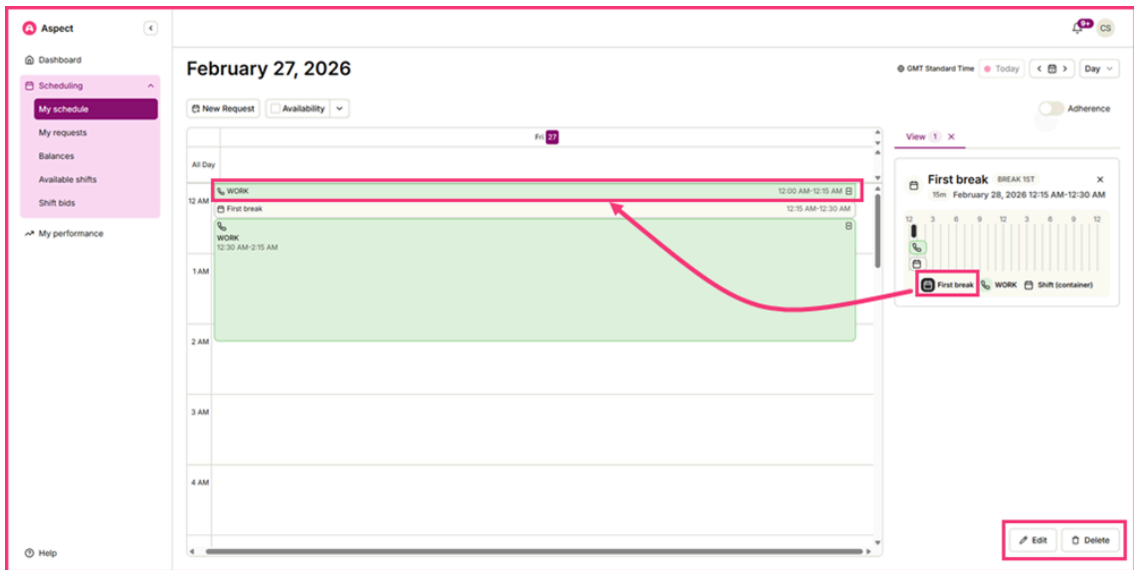 Aspect
9+
CS
Dashboard
Scheduling
My schedule
My requests
Balances
Available shifts
Shift bids
My performance
Help
February 27, 2026
GMT Standard Time
Today
Day
New Request
Availability
Adherence
Fri 27
All Day
12 AM
WORK 12:00 AM-12:15 AM
First break 12:15 AM-12:30 AM
WORK
12:30 AM-2:15 AM
1 AM
2 AM
3 AM
4 AM
View 1
First break BREAK 1ST
15m February 28, 2026 12:15 AM-12:30 AM
12 3 6 9 12 3 6 9 12
First break WORK Shift (container)
Edit Delete